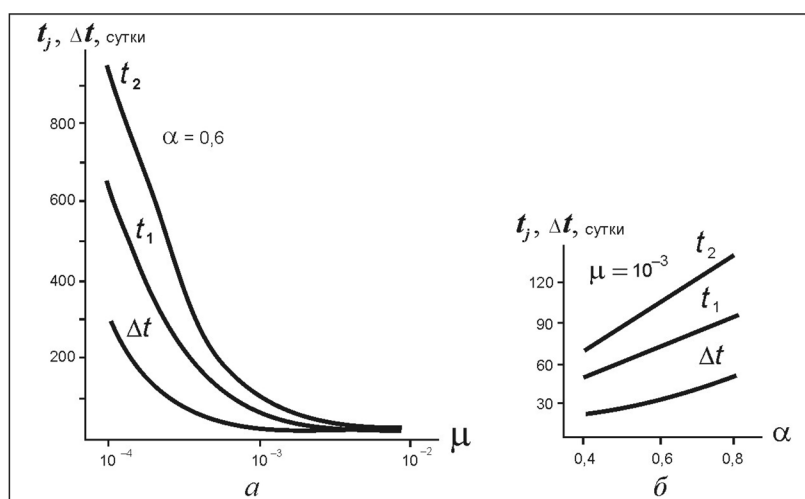 t_j, Δt, сутки
t_2
800
α = 0,6
600
t_1
400
Δt
200
μ
10⁻⁴
10⁻³
10⁻²
а
t_j, Δt, сутки
t_2
μ = 10⁻³
120
t_1
90
Δt
60
30
α
0,4
0,6
0,8
б